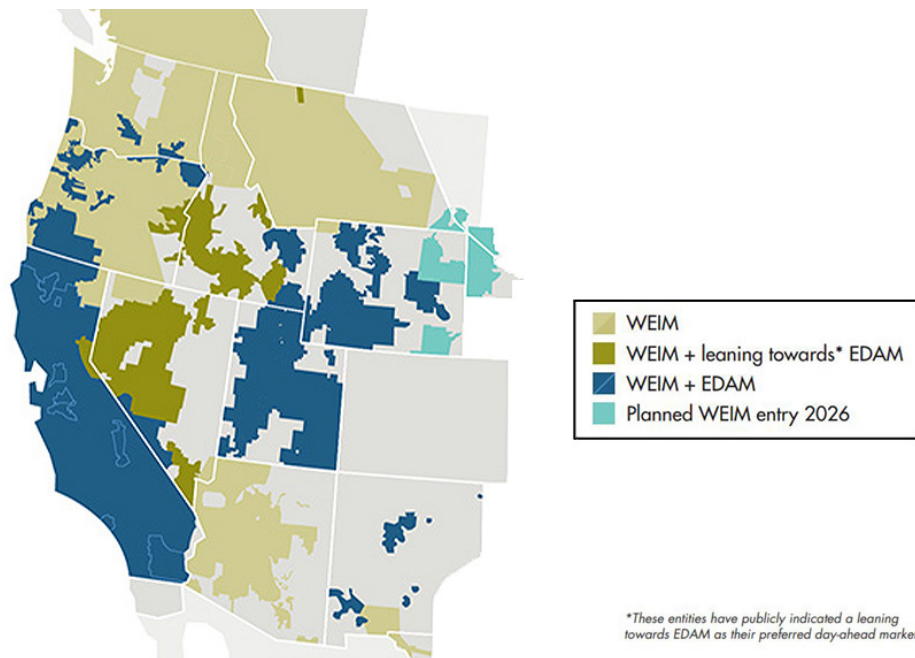 WEIM
WEIM + leaning towards* EDAM
WEIM + EDAM
Planned WEIM entry 2026
*These entities have publicly indicated a leaning
towards EDAM as their preferred day-ahead market